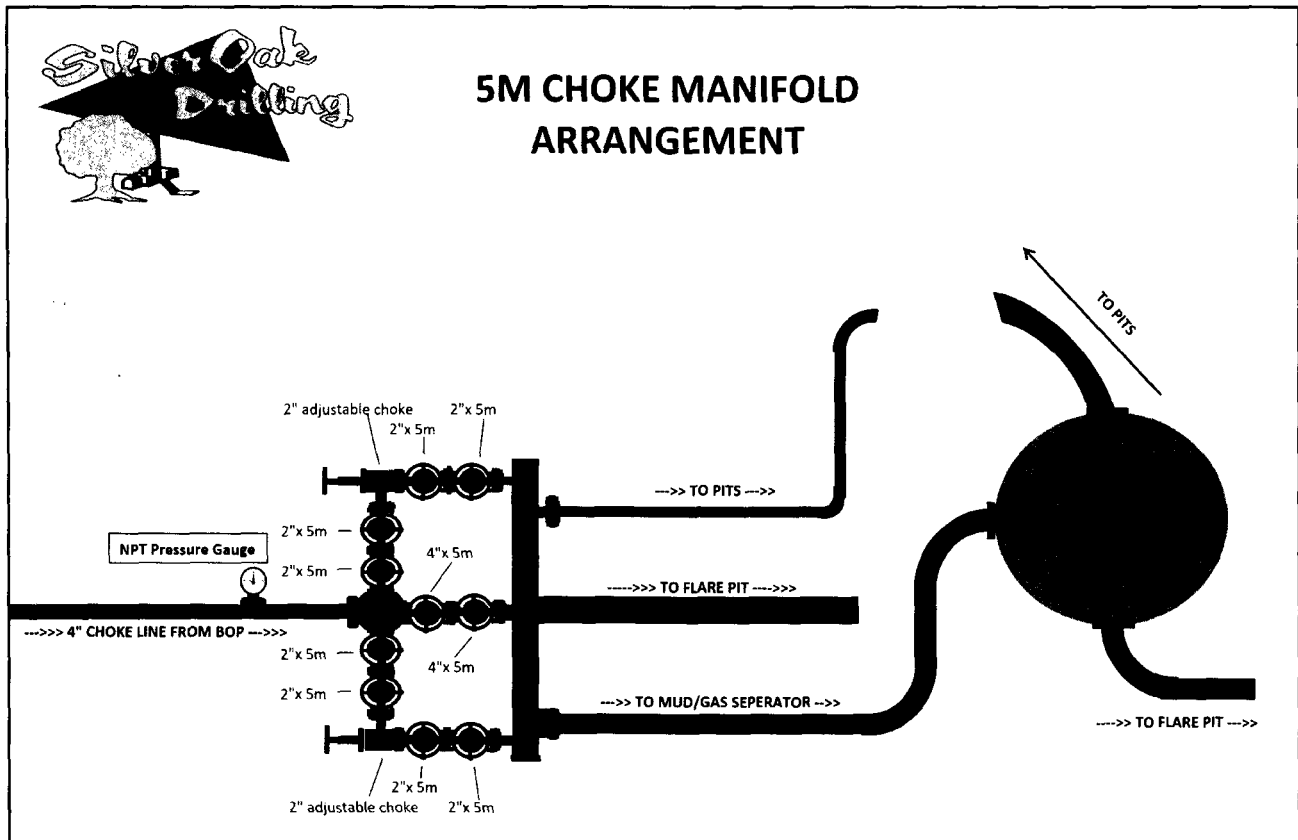 Silver Oak
Drilling
5M CHOKE MANIFOLD
ARRANGEMENT
TO PITS
2" adjustable choke
2"x 5m
2"x 5m
--->> TO PITS --->>
2"x 5m
2"x 5m
NPT Pressure Gauge
4"x 5m
----->>> TO FLARE PIT ---->>>
--->>> 4" CHOKE LINE FROM BOP --->>>
4"x 5m
2"x 5m
2"x 5m
--->> TO MUD/GAS SEPERATOR -->>
---->> TO FLARE PIT --->>
2"x 5m
2" adjustable choke
2"x 5m